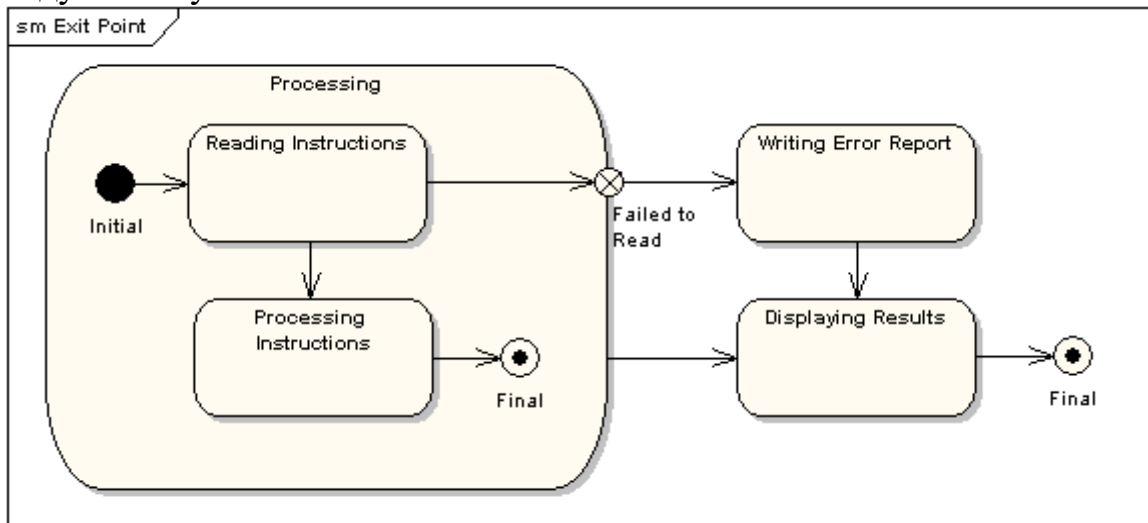 sm Exit Point
Processing
Reading Instructions
Writing Error Report
Initial
Failed to
Read
Processing
Instructions
Displaying Results
Final
Final